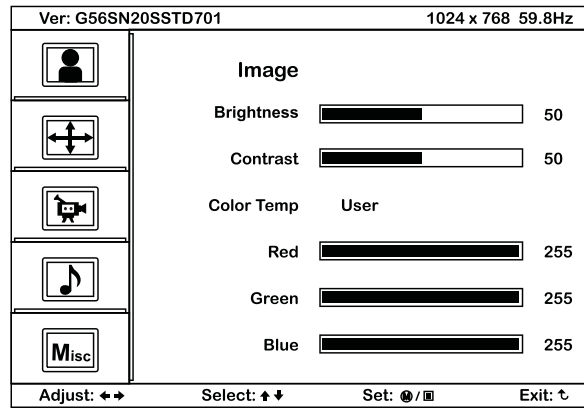 Ver: G56SN20SSTD701 1024 x 768 59.8Hz
Image
Brightness 50
Contrast 50
Color Temp User
Red 255
Green 255
Blue 255
Misc
Adjust: Select: Set: M / Exit: